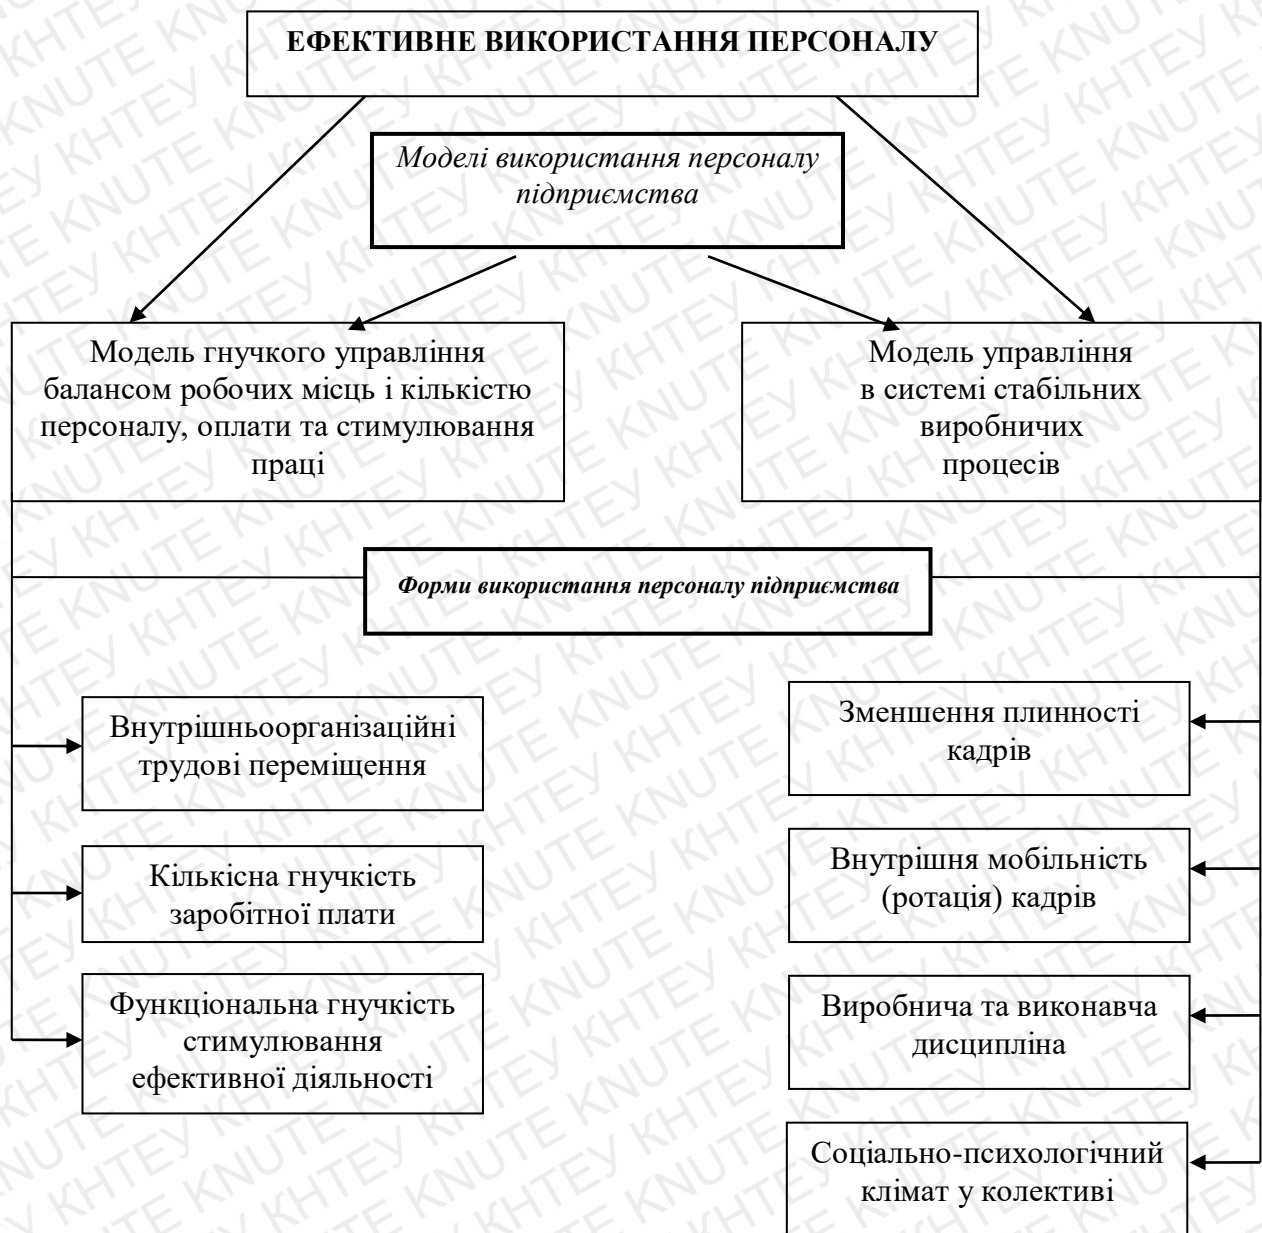 ЕФЕКТИВНЕ ВИКОРИСТАННЯ ПЕРСОНАЛУ
Моделі використання персоналу
підприємства
Модель гнучкого управління
балансом робочих місць і кількістю
персоналу, оплати та стимулювання
праці
Модель управління
в системі стабільних
виробничих
процесів
Форми використання персоналу підприємства
Внутрішньоорганізаційні
трудові переміщення
Кількісна гнучкість
заробітної плати
Функціональна гнучкість
стимулювання
ефективної діяльності
Зменшення плинності
кадрів
Внутрішня мобільність
(ротація) кадрів
Виробнича та виконавча
дисципліна
Соціально-психологічний
клімат у колективі